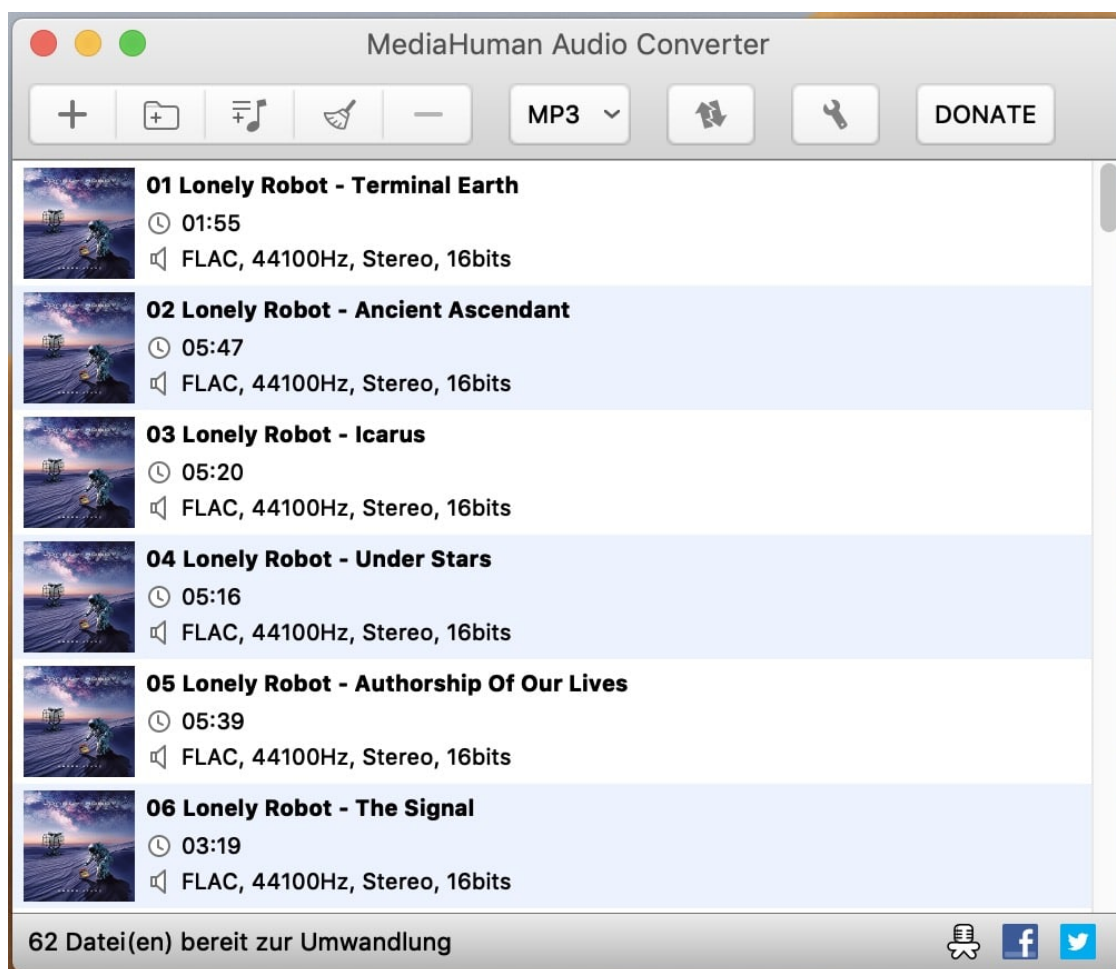 MediaHuman Audio Converter
MP3
DONATE
01 Lonely Robot - Terminal Earth
01:55
FLAC, 44100Hz, Stereo, 16bits
02 Lonely Robot - Ancient Ascendant
05:47
FLAC, 44100Hz, Stereo, 16bits
03 Lonely Robot - Icarus
05:20
FLAC, 44100Hz, Stereo, 16bits
04 Lonely Robot - Under Stars
05:16
FLAC, 44100Hz, Stereo, 16bits
05 Lonely Robot - Authorship Of Our Lives
05:39
FLAC, 44100Hz, Stereo, 16bits
06 Lonely Robot - The Signal
03:19
FLAC, 44100Hz, Stereo, 16bits
62 Datei(en) bereit zur Umwandlung